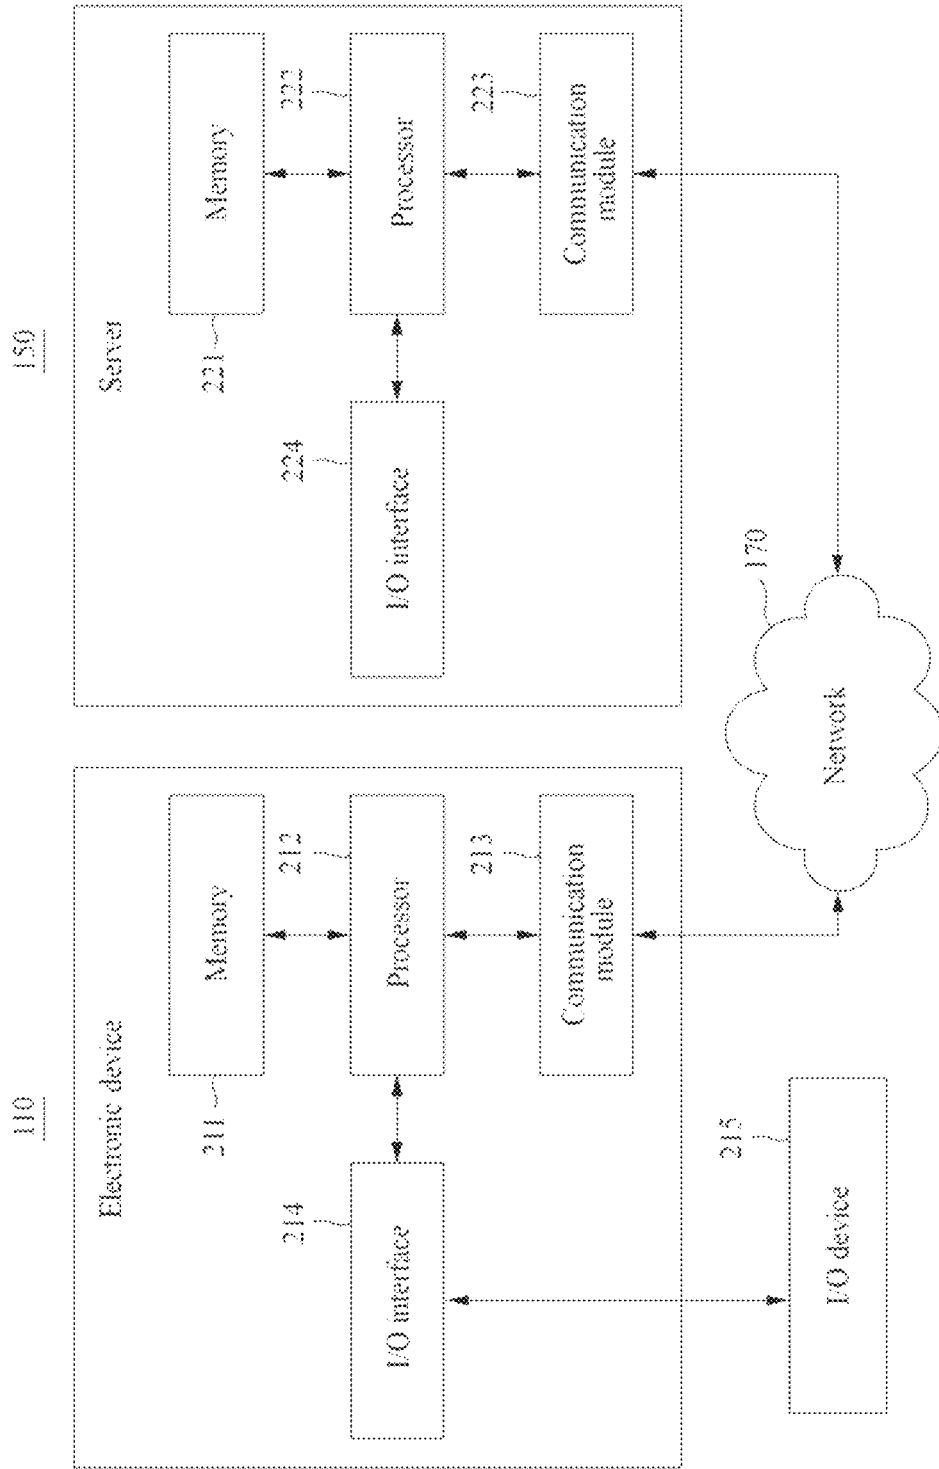 110
Electronic device
211
Memory
212
214
I/O interface
Processor
213
Communication
module
215
I/O device
150
Server
221
Memory
222
224
I/O interface
Processor
223
Communication
module
170
Network